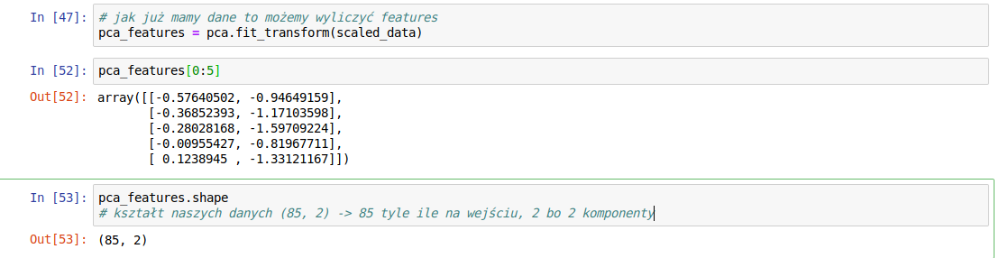 In [47]: # jak już mamy dane to możemy wyliczyć features
pca_features = pca.fit_transform(scaled_data)
In [52]: pca_features[0:5]
Out[52]: array([[-0.57640502, -0.94649159],
[-0.36852393, -1.17103598],
[-0.28028168, -1.59709224],
[-0.00955427, -0.81967711],
[ 0.1238945 , -1.33121167]])
In [53]: pca_features.shape
# kształt naszych danych (85, 2) -> 85 tyle ile na wejściu, 2 bo 2 komponenty
Out[53]: (85, 2)